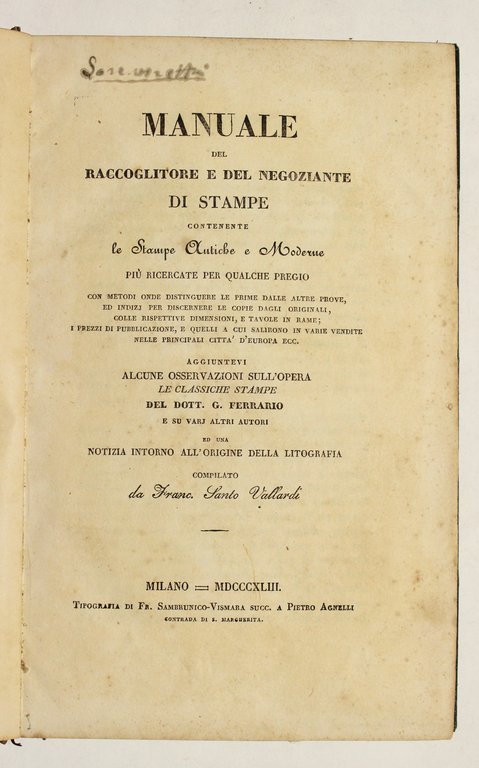 MANUALE
DEL
RACCOGLITORE E DEL NEGOZIANTE
DI STAMPE
CONTENENTE
le Stampe Antiche e Moderne
PIÙ RICERCATE PER QUALCHE PREGIO
CON METODI ONDE DISTINGUERE LE PRIME DALLE ALTRE PROVE,
ED INDIZJ PER DISCERNERE LE COPIE DAGLI ORIGINALI,
COLLE RISPETTIVE DIMENSIONI, E TAVOLE IN RAME;
I PREZZI DI PUBBLICAZIONE, E QUELLI A CUI SALIRONO IN VARIE VENDITE
NELLE PRINCIPALI CITTA' D'EUROPA ECC.
AGGIUNTEVI
ALCUNE OSSERVAZIONI SULL'OPERA
LE CLASSICHE STAMPE
DEL DOTT. G. FERRARIO
E SU VARJ ALTRI AUTORI
ED UNA
NOTIZIA INTORNO ALL'ORIGINE DELLA LITOGRAFIA
COMPILATO
da Franc. Santo Vallardi
MILANO = MDCCCXLIII.
TIPOGRAFIA DI FR. SAMBRUNICO-VISMARA SUCC. A PIETRO AGNELLI
CONTRADA DI S. MARGHERITA.